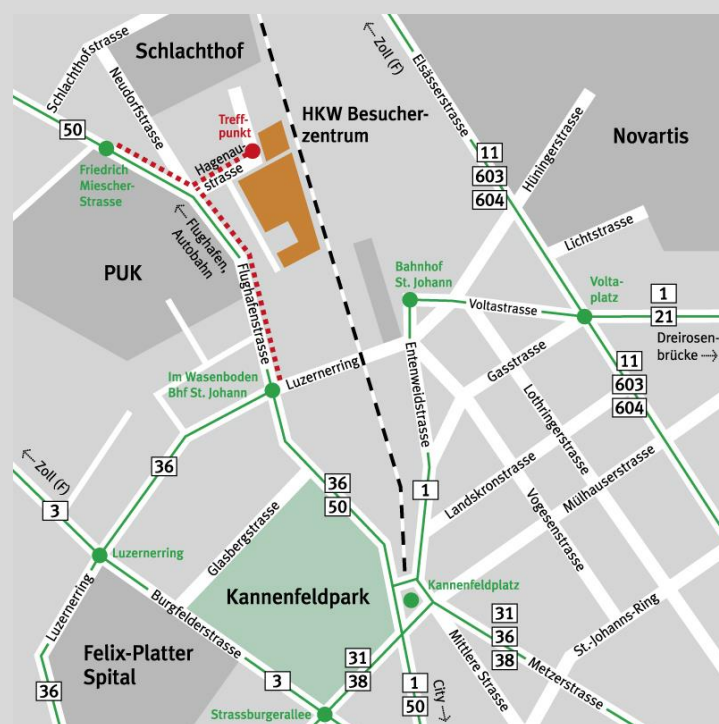 Schlachthofstrasse
Neudorfstrasse
Schlachthof
← Zoll (F)
Elsässerstrasse
Treff-
punkt
HKW Besucher-
zentrum
Novartis
50
Friedrich
Miescher-
Strasse
Hagenau-
strasse
11
603
604
Hüningerstrasse
Lichtstrasse
← Flughafen,
Autobahn
PUK
Flughafenstrasse
Bahnhof
St. Johann
Volta-
platz
Voltastrasse
1
21
Dreirosen-
brücke →
Im Wasenboden
Bhf St. Johann
Luzernerring
Entenweidstrasse
Gasstrasse
11
603
604
Lothringerstrasse
36
← Zoll (F)
3
36
50
1
Landskronstrasse
Mülhauserstrasse
Vogesenstrasse
Glasbergstrasse
Luzernerring
Luzernerring
Burgfelderstrasse
Kannenfeldpark
Kannenfeldplatz
Felix-Platter
Spital
31
36
38
St.-Johanns-Ring
Mittlere Strasse
Metzerstrasse
36
3
31
38
1
50
City →
Strassburgerallee